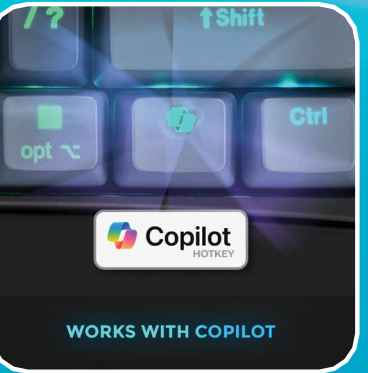 / ?
⇧Shift
opt ⌥
Ctrl
Copilot
HOTKEY
WORKS WITH COPILOT